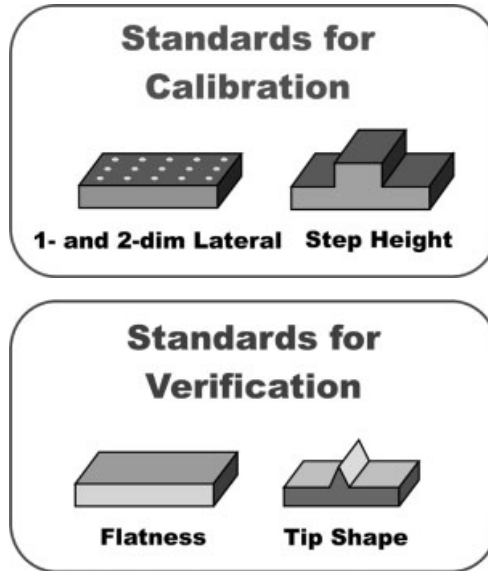 Standards for
Calibration
1- and 2-dim Lateral
Step Height
Standards for
Verification
Flatness
Tip Shape